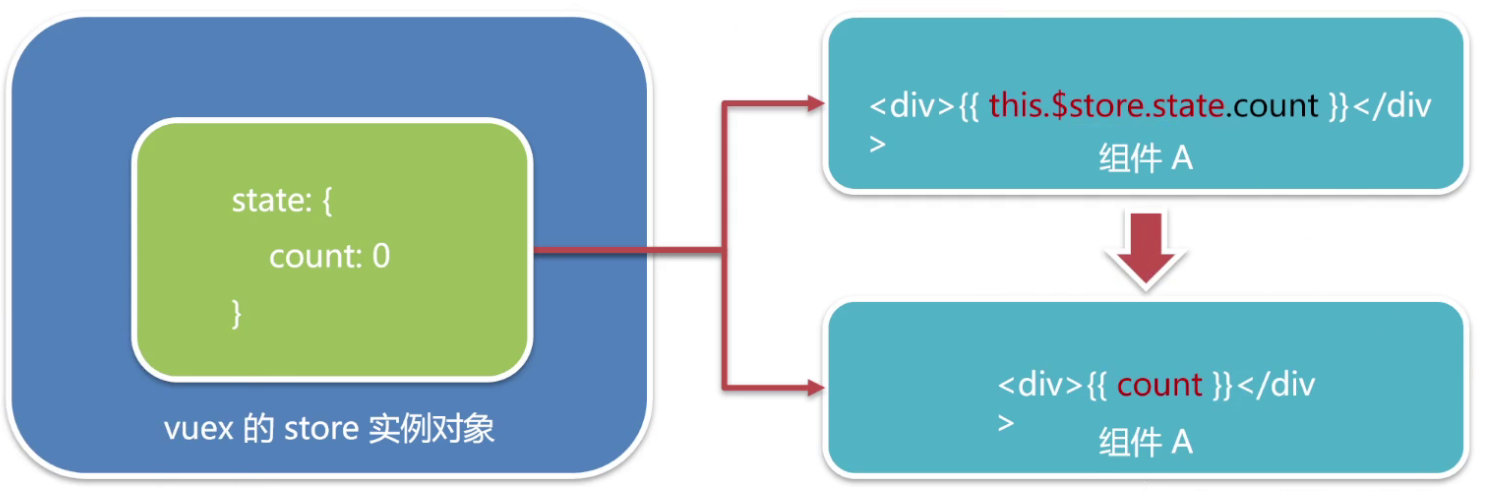 state: {
count: 0
}
vuex 的 store 实例对象
<div>{{ this.$store.state.count }}</div
>
组件 A
<div>{{ count }}</div
>
组件 A